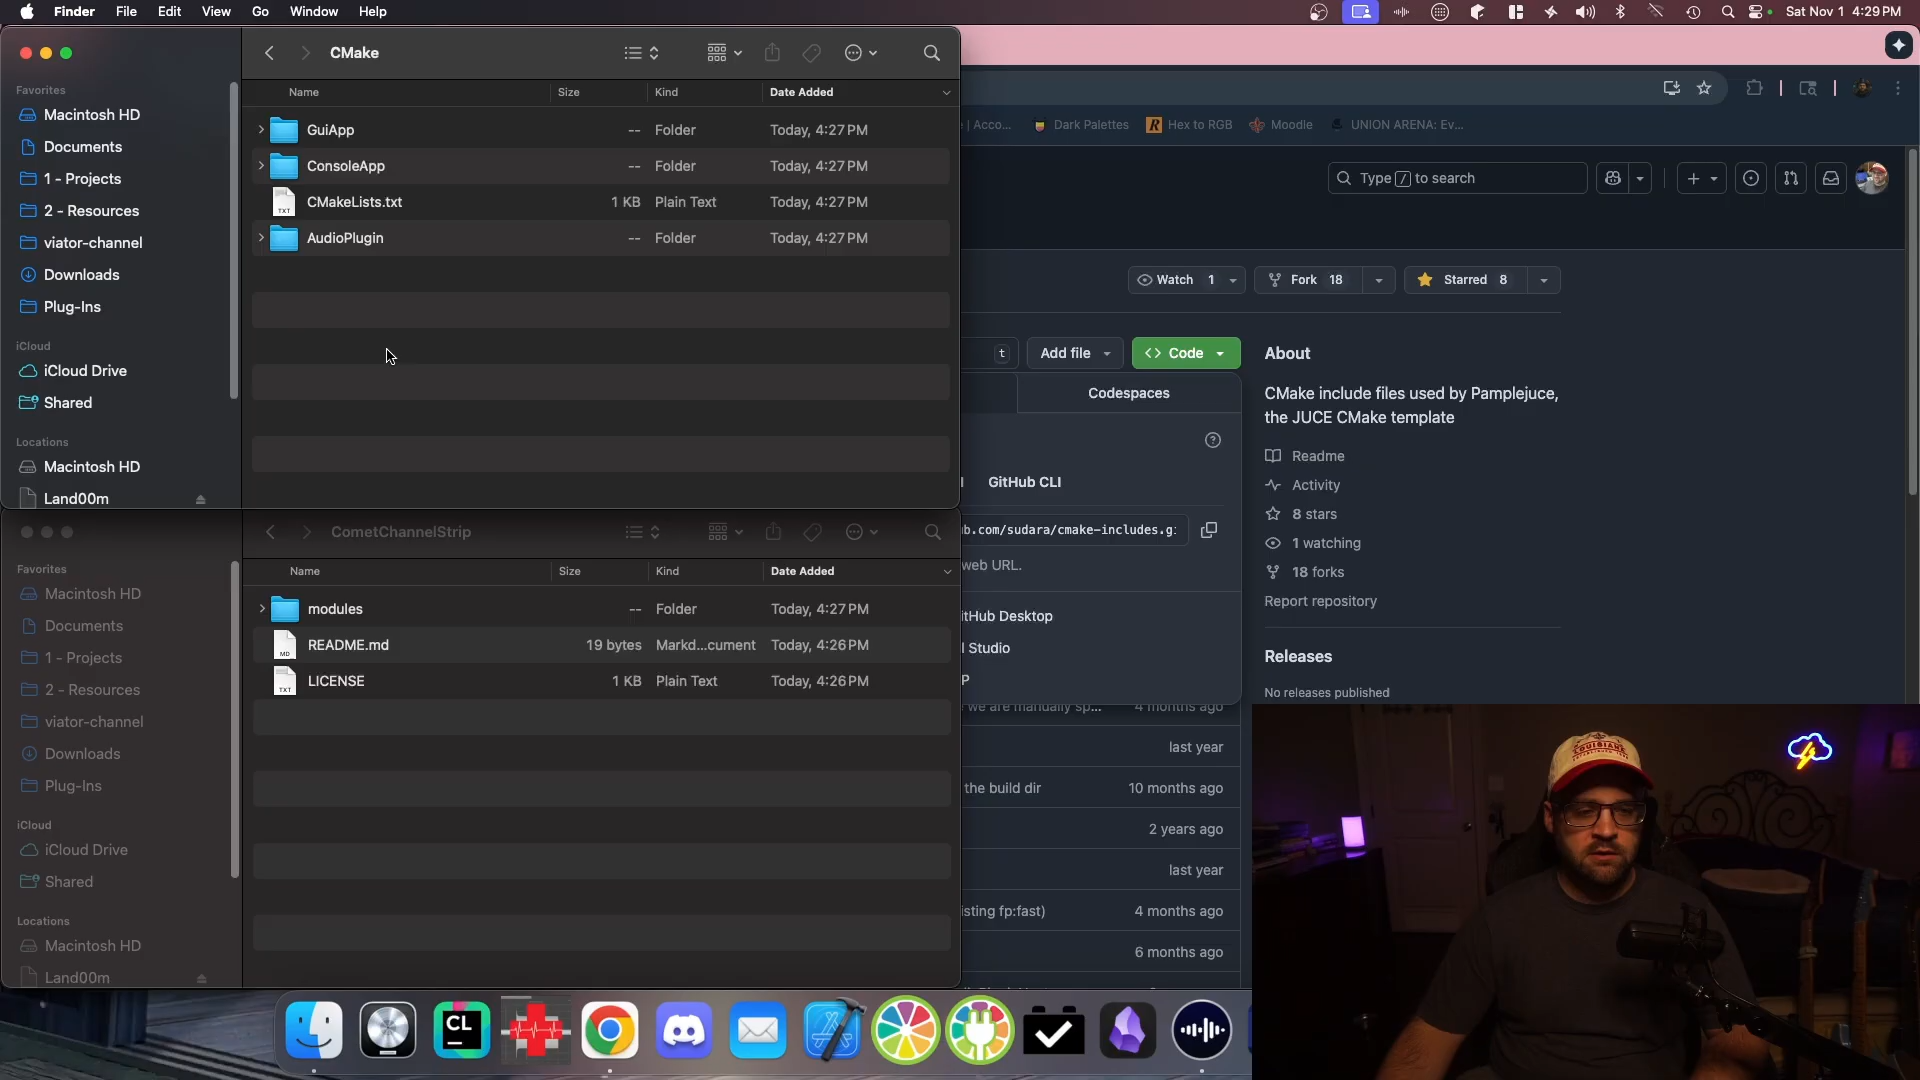 Finder File Edit View Go Window Help
Sat Nov 1 4:29 PM
CMake
Name Size Kind Date Added
GuiApp -- Folder Today, 4:27 PM
ConsoleApp -- Folder Today, 4:27 PM
CMakeLists.txt 1 KB Plain Text Today, 4:27 PM
AudioPlugin -- Folder Today, 4:27 PM
Favorites
Macintosh HD
Documents
1 - Projects
2 - Resources
viator-channel
Downloads
Plug-Ins
iCloud
iCloud Drive
Shared
Locations
Macintosh HD
Land00m
CometChannelStrip
Name Size Kind Date Added
modules -- Folder Today, 4:27 PM
README.md 19 bytes Markd...cument Today, 4:26 PM
LICENSE 1 KB Plain Text Today, 4:26 PM
Favorites
Macintosh HD
Documents
1 - Projects
2 - Resources
viator-channel
Downloads
Plug-Ins
iCloud
iCloud Drive
Shared
Locations
Macintosh HD
Land00m
| Acco... Dark Palettes Hex to RGB Moodle UNION ARENA: Ev...
Type / to search
Watch 1 Fork 18 Starred 8
t Add file Code
Codespaces
GitHub CLI
b.com/sudara/cmake-includes.g
web URL.
itHub Desktop
l Studio
P
we are manually sp... 4 months ago
last year
the build dir 10 months ago
2 years ago
last year
isting fp:fast) 4 months ago
6 months ago
About
CMake include files used by Pamplejuce,
the JUCE CMake template
Readme
Activity
8 stars
1 watching
18 forks
Report repository
Releases
No releases published
LOUISIANA
CL